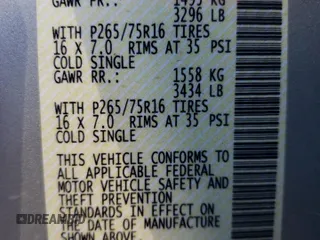 GAWR FR.: 1495 KG
3296 LB
WITH P265/75R16 TIRES
16 X 7.0 RIMS AT 35 PSI
COLD SINGLE
GAWR RR.: 1558 KG
3434 LB
WITH P265/75R16 TIRES
16 X 7.0 RIMS AT 35 PSI
COLD SINGLE
THIS VEHICLE CONFORMS TO
ALL APPLICABLE FEDERAL
MOTOR VEHICLE SAFETY AND
THEFT PREVENTION
STANDARDS IN EFFECT ON
THE DATE OF MANUFACTURE
SHOWN ABOVE.
DREAMBID